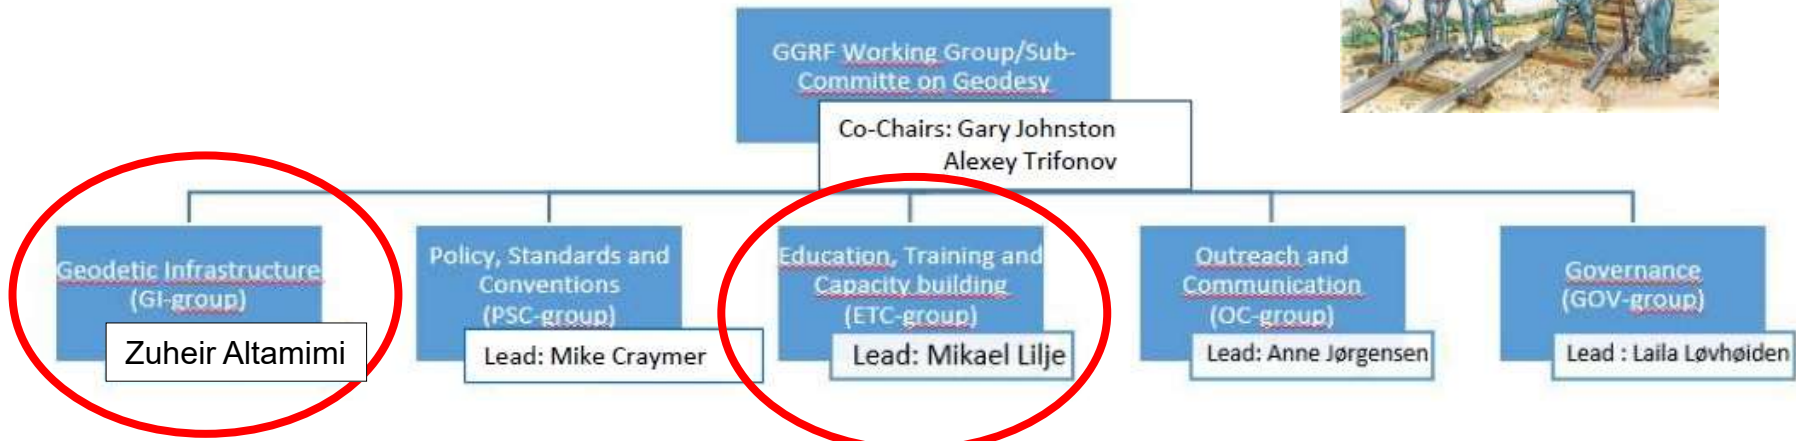 GGRF Working Group/Sub-
Committe on Geodesy
Co-Chairs: Gary Johnston
Alexey Trifonov
Geodetic Infrastructure
(GI-group)
Zuheir Altamimi
Policy, Standards and
Conventions
(PSC-group)
Lead: Mike Craymer
Education, Training and
Capacity building
(ETC-group)
Lead: Mikael Lilje
Outreach and
Communication
(OC-group)
Lead: Anne Jørgensen
Governance
(GOV-group)
Lead : Laila Løvhøiden